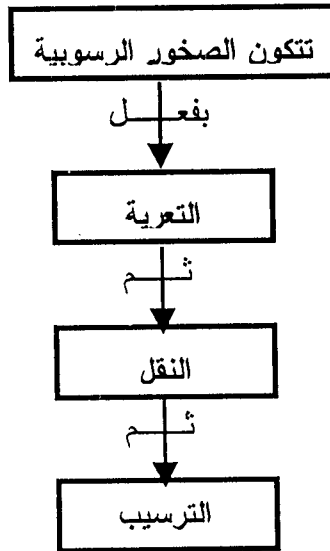 تتكون الصخور الرسوبية
بفعل
التعرية
ثم
النقل
ثم
الترسيب